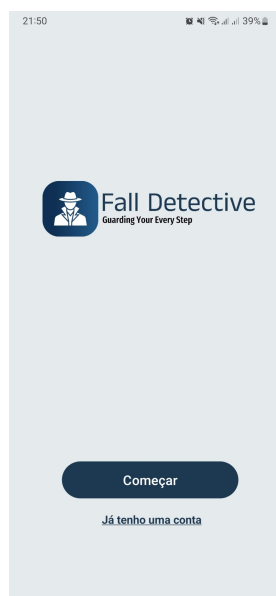 21:50
39%
Fall Detective
Guarding Your Every Step
Começar
Já tenho uma conta